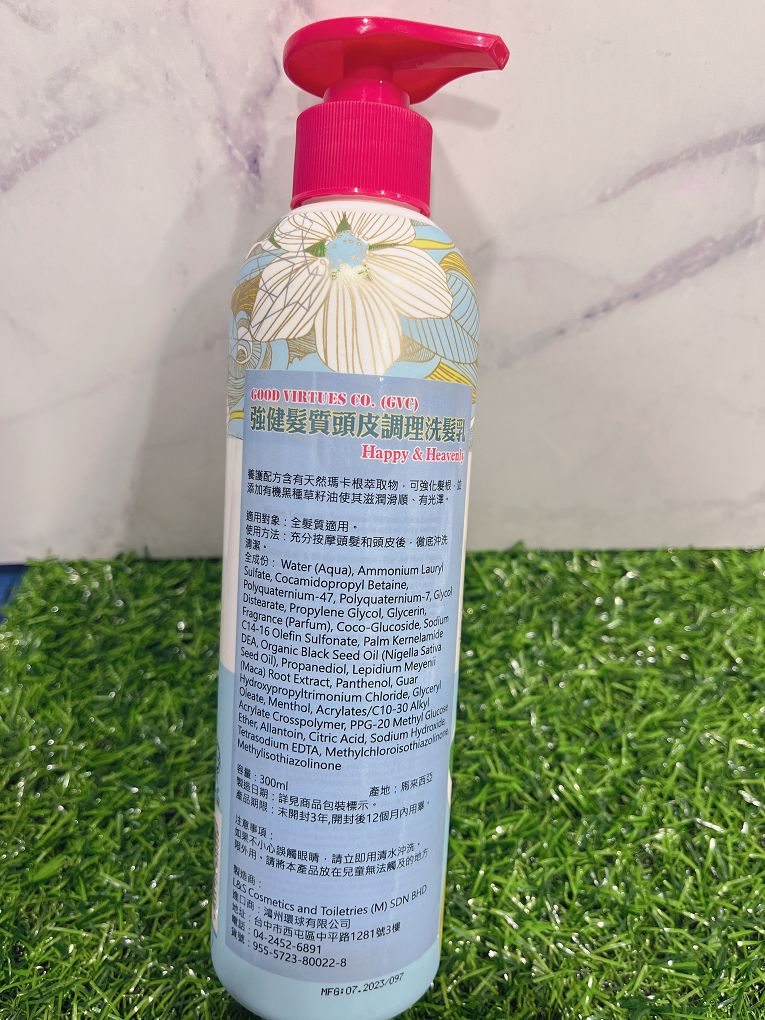 GOOD VIRTUES CO. (GVC)
強健髮質頭皮調理洗髮乳
Happy & Heavenly
養護配方含有天然瑪卡根萃取物，可強化髮根，並
添加有機黑種草籽油使其滋潤滑順、有光澤。
適用對象：全髮質適用。
使用方法：充分按摩頭髮和頭皮後，徹底沖洗
清潔。
全成份：Water (Aqua), Ammonium Lauryl
Sulfate, Cocamidopropyl Betaine,
Polyquaternium-47, Polyquaternium-7, Glycol
Distearate, Propylene Glycol, Glycerin,
Fragrance (Parfum), Coco-Glucoside, Sodium
C14-16 Olefin Sulfonate, Palm Kernelamide
DEA, Organic Black Seed Oil (Nigella Sativa
Seed Oil), Propanediol, Lepidium Meyenii
(Maca) Root Extract, Panthenol, Guar
Hydroxypropyltrimonium Chloride, Glyceryl
Oleate, Menthol, Acrylates/C10-30 Alkyl
Acrylate Crosspolymer, PPG-20 Methyl Glucose
Ether, Allantoin, Citric Acid, Sodium Hydroxide,
Tetrasodium EDTA, Methylchloroisothiazolinone,
Methylisothiazolinone
容量：300ml 產地：馬來西亞
製造日期：詳見商品包裝標示。
產品期限：未開封3年,開封後12個月內用畢。
注意事項：
如果不小心誤觸眼睛，請立即用清水沖洗。
限外用。請將本產品放在兒童無法觸及的地方
製造商：
L&S Cosmetics and Toiletries (M) SDN BHD
進口商：鴻州環球有限公司
地址：台中市西屯區中平路1281號3樓
電話：04-2452-6891
貨號：955-5723-80022-8
MFG:07.2023/097